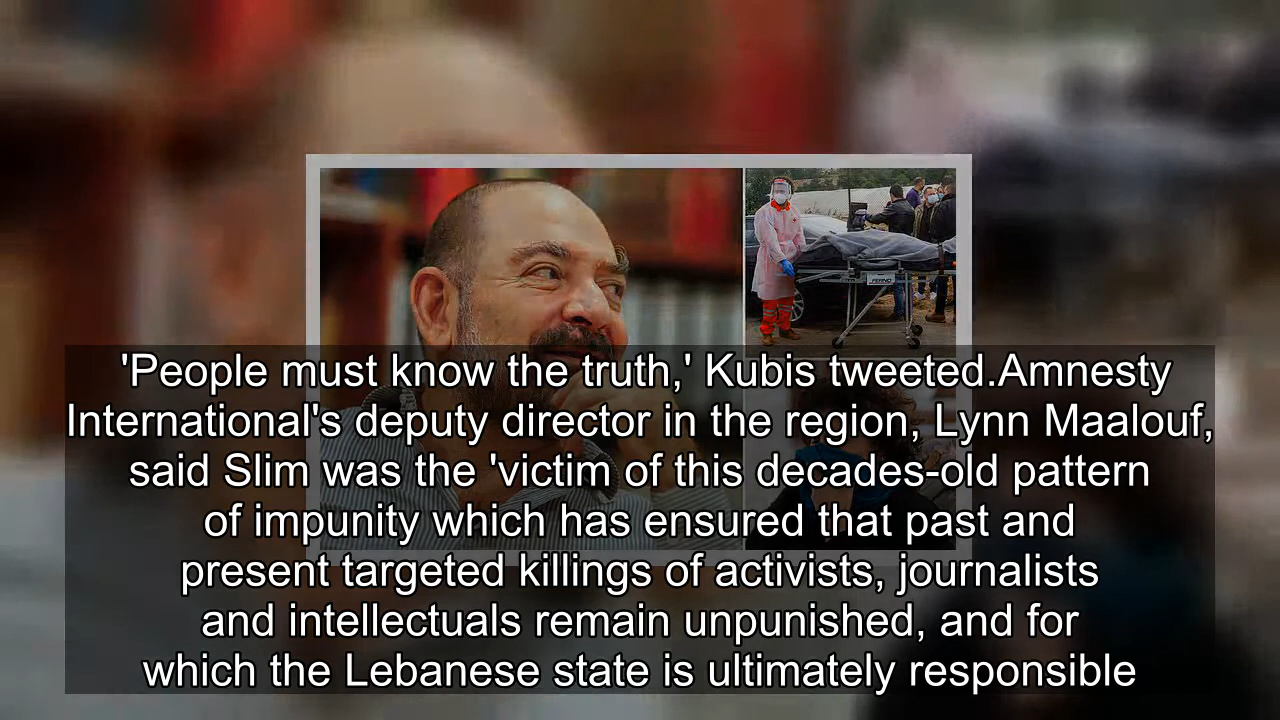 'People must know the truth,' Kubis tweeted.Amnesty
International's deputy director in the region, Lynn Maalouf,
said Slim was the 'victim of this decades-old pattern
of impunity which has ensured that past and
present targeted killings of activists, journalists
and intellectuals remain unpunished, and for
which the Lebanese state is ultimately responsible